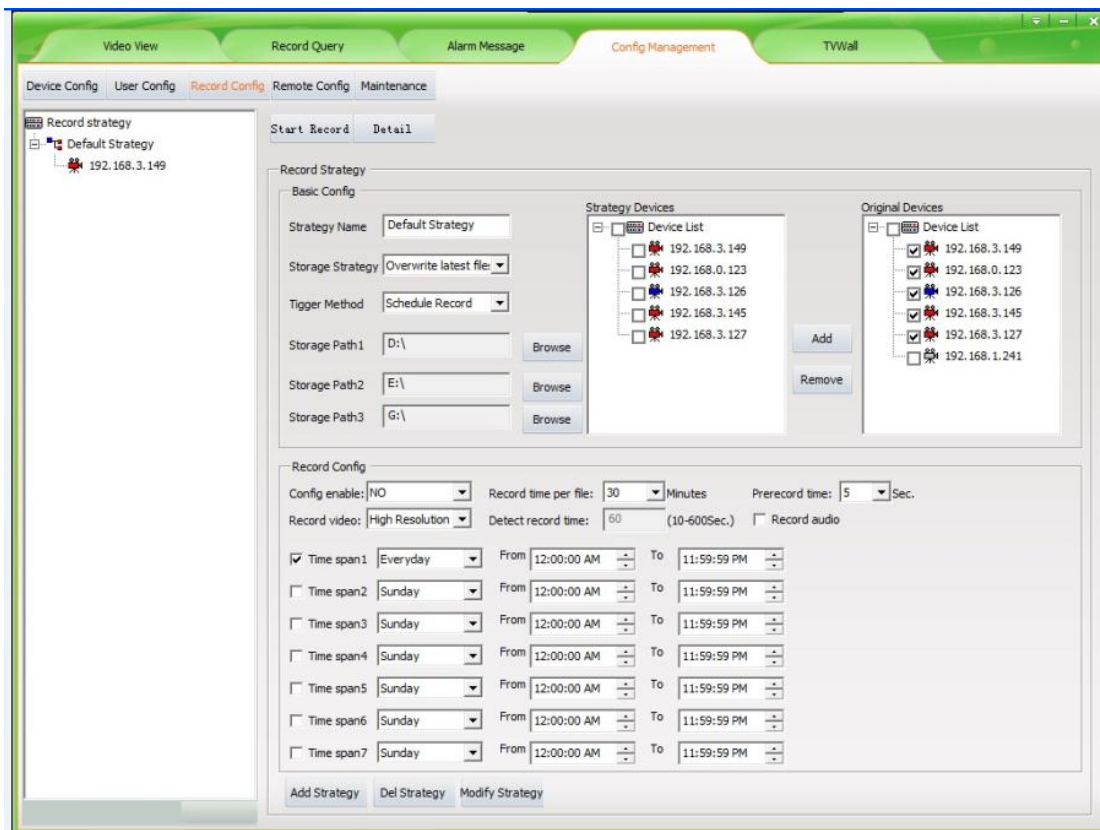 Video View Record Query Alarm Message Config Management TVWall
Device Config User Config Record Config Remote Config Maintenance
Record strategy
Default Strategy
192.168.3.149
Start Record Detail
Record Strategy
Basic Config
Strategy Name Default Strategy
Storage Strategy Overwrite latest file:
Tigger Method Schedule Record
Storage Path1 D:\ Browse
Storage Path2 E:\ Browse
Storage Path3 G:\ Browse
Strategy Devices
Device List
192.168.3.149
192.168.0.123
192.168.3.126
192.168.3.145
192.168.3.127
Add
Remove
Original Devices
Device List
192.168.3.149
192.168.0.123
192.168.3.126
192.168.3.145
192.168.3.127
192.168.1.241
Record Config
Config enable: NO Record time per file: 30 Minutes Prerecord time: 5 Sec.
Record video: High Resolution Detect record time: 60 (10-600Sec.) Record audio
Time span1 Everyday From 12:00:00 AM To 11:59:59 PM
Time span2 Sunday From 12:00:00 AM To 11:59:59 PM
Time span3 Sunday From 12:00:00 AM To 11:59:59 PM
Time span4 Sunday From 12:00:00 AM To 11:59:59 PM
Time span5 Sunday From 12:00:00 AM To 11:59:59 PM
Time span6 Sunday From 12:00:00 AM To 11:59:59 PM
Time span7 Sunday From 12:00:00 AM To 11:59:59 PM
Add Strategy Del Strategy Modify Strategy